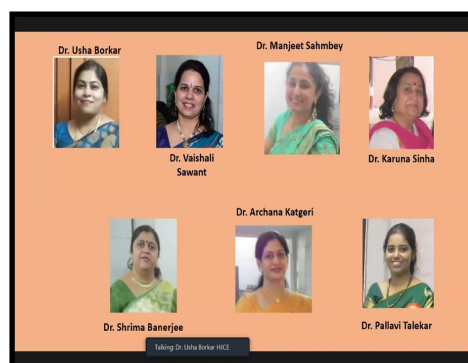 Dr. Usha Borkar
Dr. Manjeet Sahmbey
Dr. Vaishali
Sawant
Dr. Karuna Sinha
Dr. Archana Katgeri
Dr. Shrima Banerjee
Dr. Pallavi Talekar
Talking: Dr. Usha Borkar HJCE